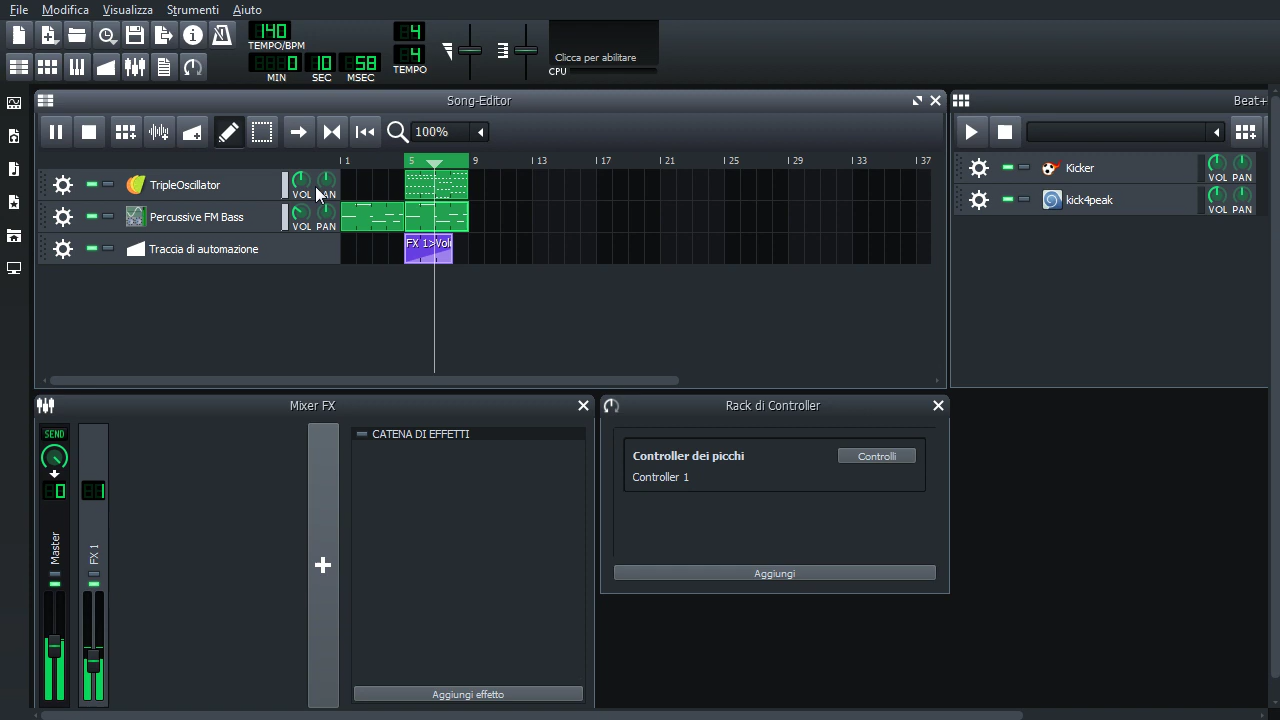 File Modifica Visualizza Strumenti Aiuto
140
TEMPO/BPM
0 10 58
MIN SEC MSEC
4
4
TEMPO
Clicca per abilitare
CPU
Song-Editor
100%
1 5 9 13 17 21 25 29 33 37
TripleOscillator VOL PAN
Percussive FM Bass VOL PAN
Traccia di automazione
FX 1>Volu
Beat+
Kicker VOL PAN
kick4peak VOL PAN
Mixer FX
SEND
0 1
Master
FX 1
CATENA DI EFFETTI
Aggiungi effetto
Rack di Controller
Controller dei picchi Controlli
Controller 1
Aggiungi